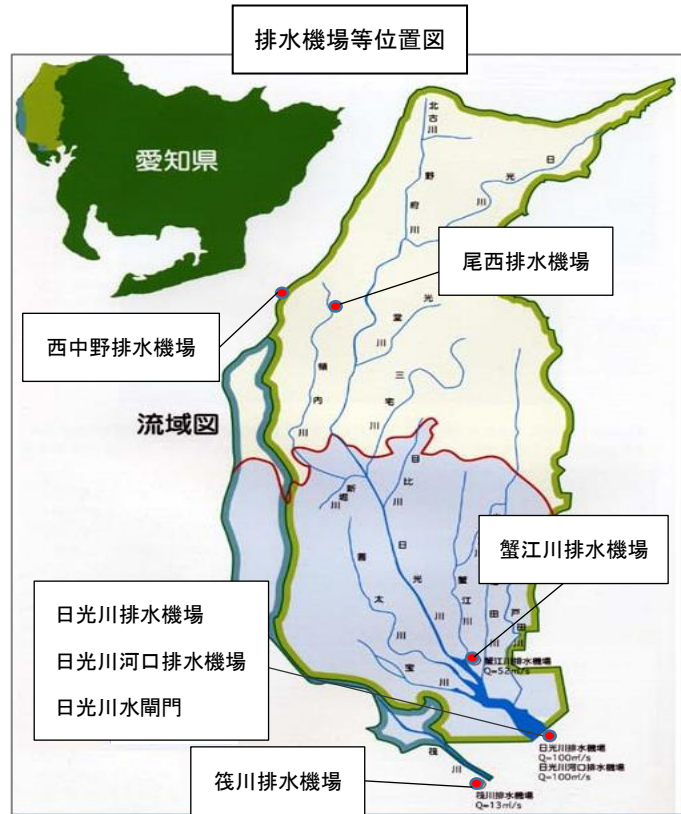 排水機場等位置図
愛知県
北古川
野府川
日光川
尾西排水機場
西中野排水機場
光堂川
領内川
三宅川
流域図
目比川
新堀川
日光川
蟹江川排水機場
善太川
蟹江川
田川
戸田川
宝川
日光川排水機場
日光川河口排水機場
日光川水閘門
蟹江川排水機場
Q=52㎥/s
日光川排水機場
Q=100㎥/s
日光川河口排水機場
Q=100㎥/s
筏川
筏川排水機場
筏川排水機場
Q=13㎥/s